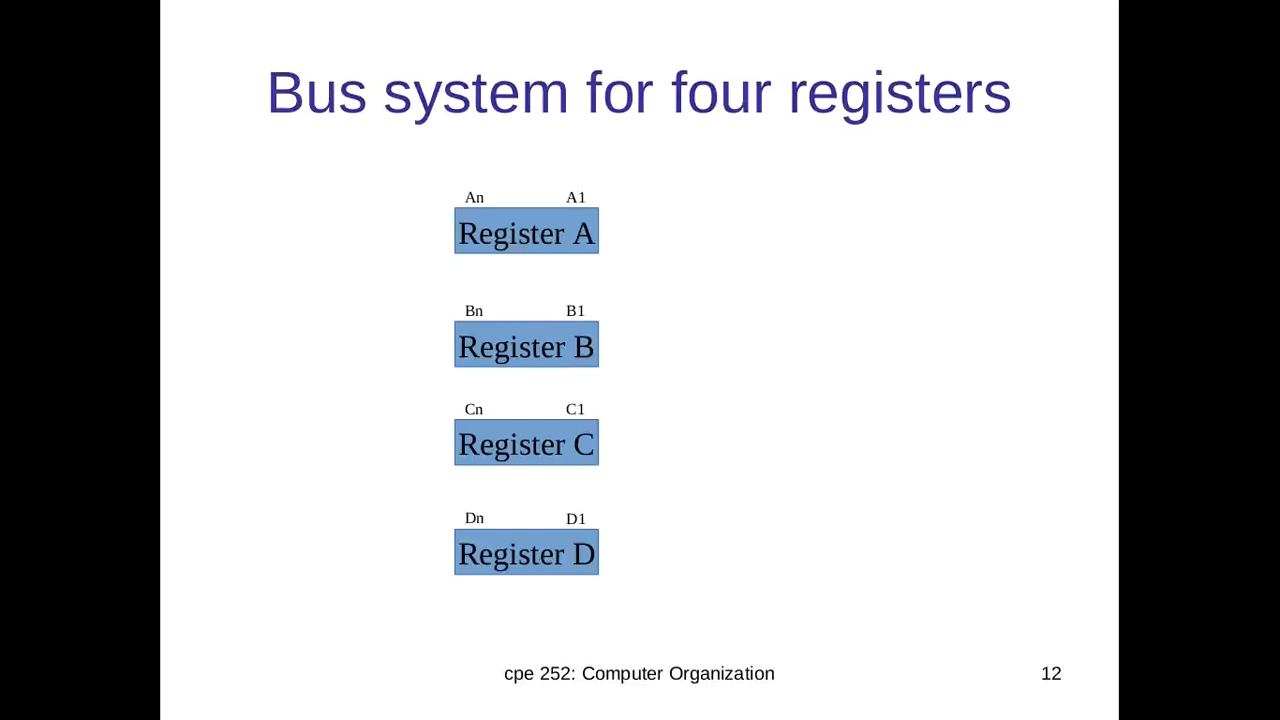 Bus system for four registers
An A1
Register A
Bn B1
Register B
Cn C1
Register C
Dn D1
Register D
cpe 252: Computer Organization 12